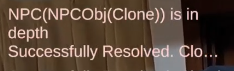 NPC(NPCObj(Clone)) is in
depth
Successfully Resolved. Clo...